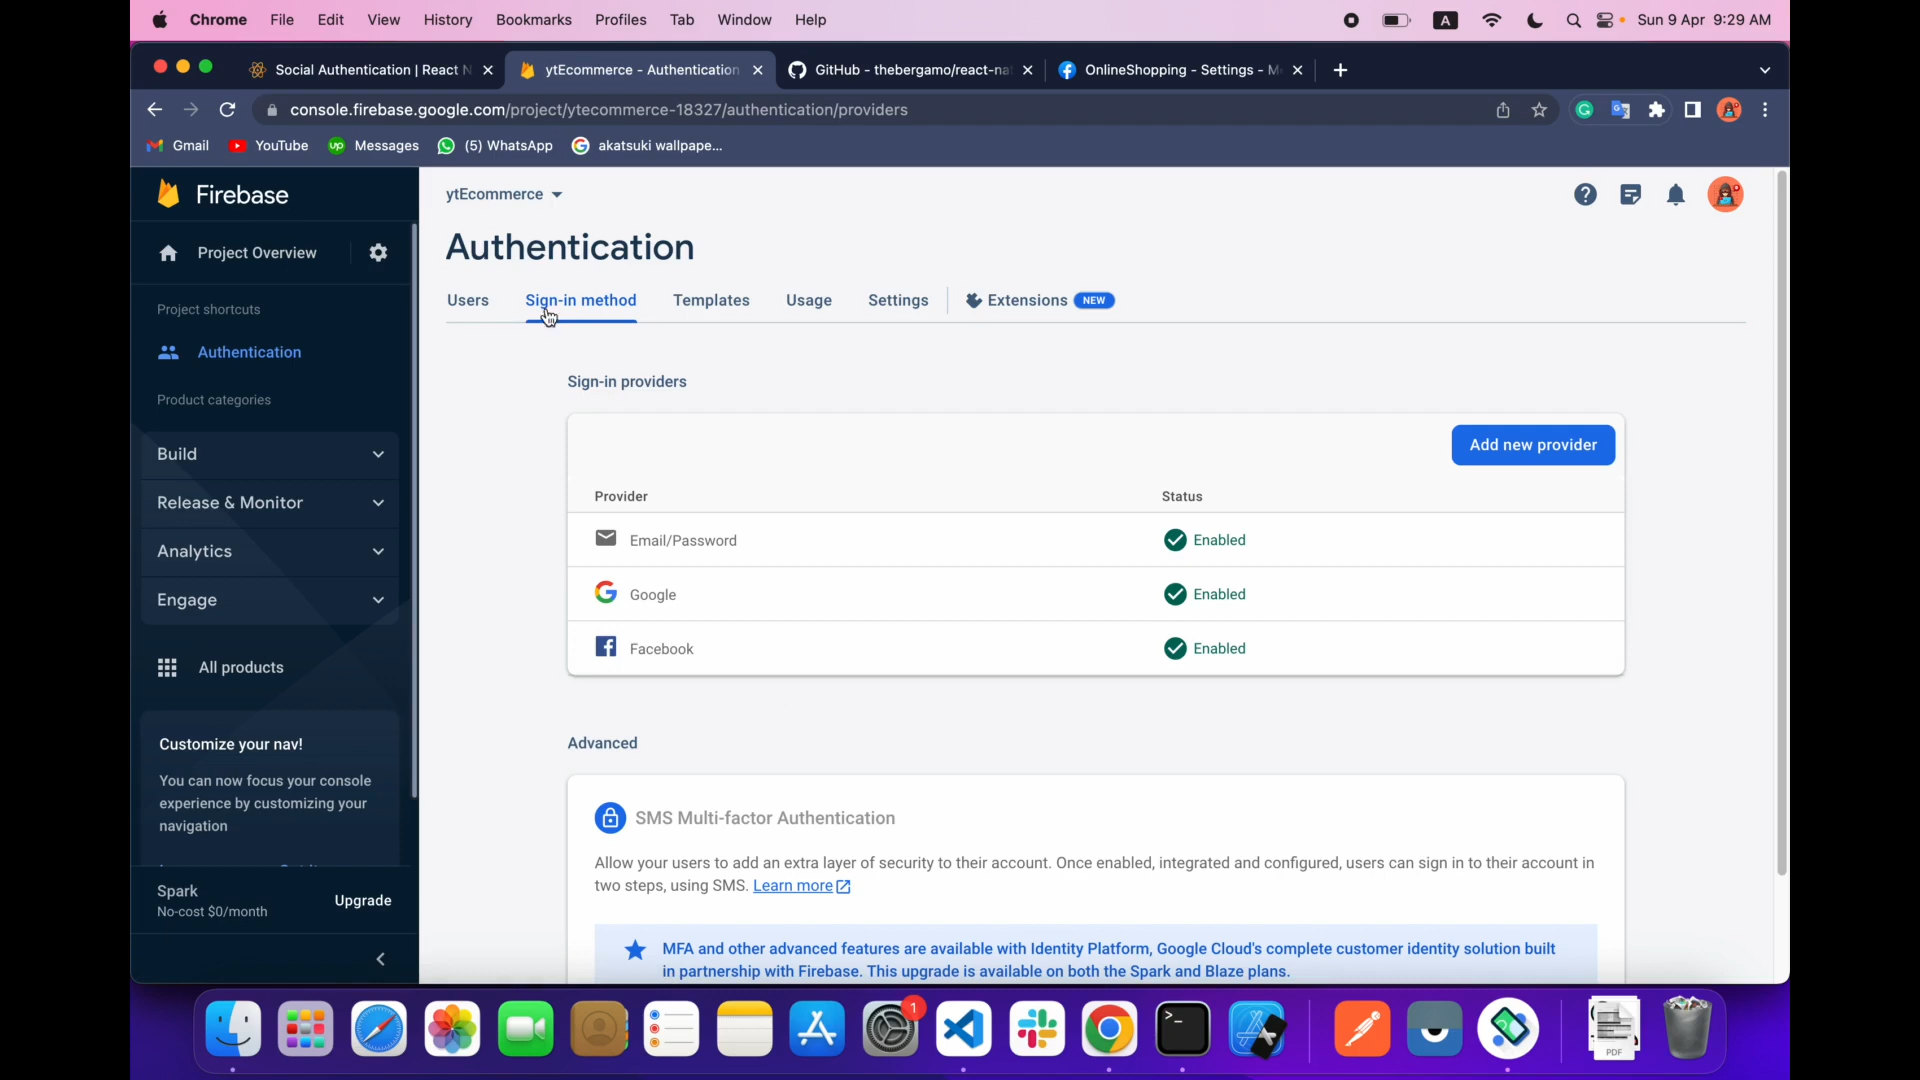 Chrome File Edit View History Bookmarks Profiles Tab Window Help A Sun 9 Apr 9:29 AM
Social Authentication | React N ytEcommerce - Authentication GitHub - thebergamo/react-na OnlineShopping - Settings - M
console.firebase.google.com/project/ytecommerce-18327/authentication/providers
Gmail YouTube up Messages (5) WhatsApp akatsuki wallpape...
Firebase
Project Overview
Project shortcuts
Authentication
Product categories
Build
Release & Monitor
Analytics
Engage
All products
Customize your nav!
You can now focus your console
experience by customizing your
navigation
Spark
No-cost $0/month
Upgrade
ytEcommerce
Authentication
Users Sign-in method Templates Usage Settings Extensions NEW
Sign-in providers
Add new provider
Provider Status
Email/Password Enabled
Google Enabled
Facebook Enabled
Advanced
SMS Multi-factor Authentication
Allow your users to add an extra layer of security to their account. Once enabled, integrated and configured, users can sign in to their account in
two steps, using SMS. Learn more
MFA and other advanced features are available with Identity Platform, Google Cloud's complete customer identity solution built
in partnership with Firebase. This upgrade is available on both the Spark and Blaze plans.
1
PDF